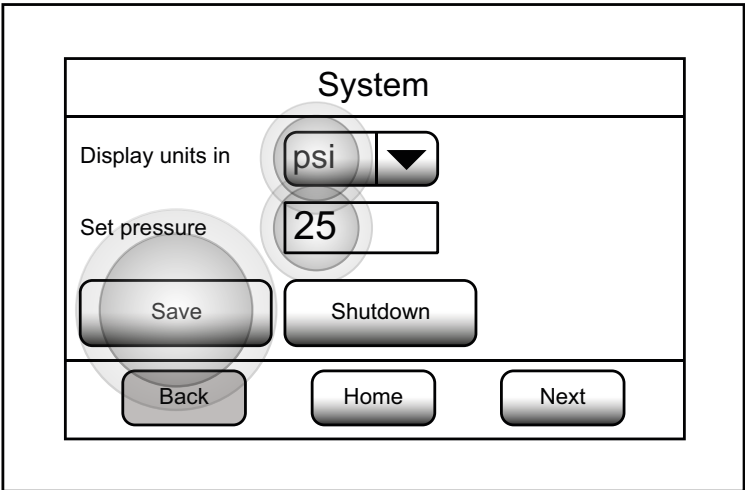 System
Display units in psi
Set pressure 25
Save Shutdown
Back Home Next